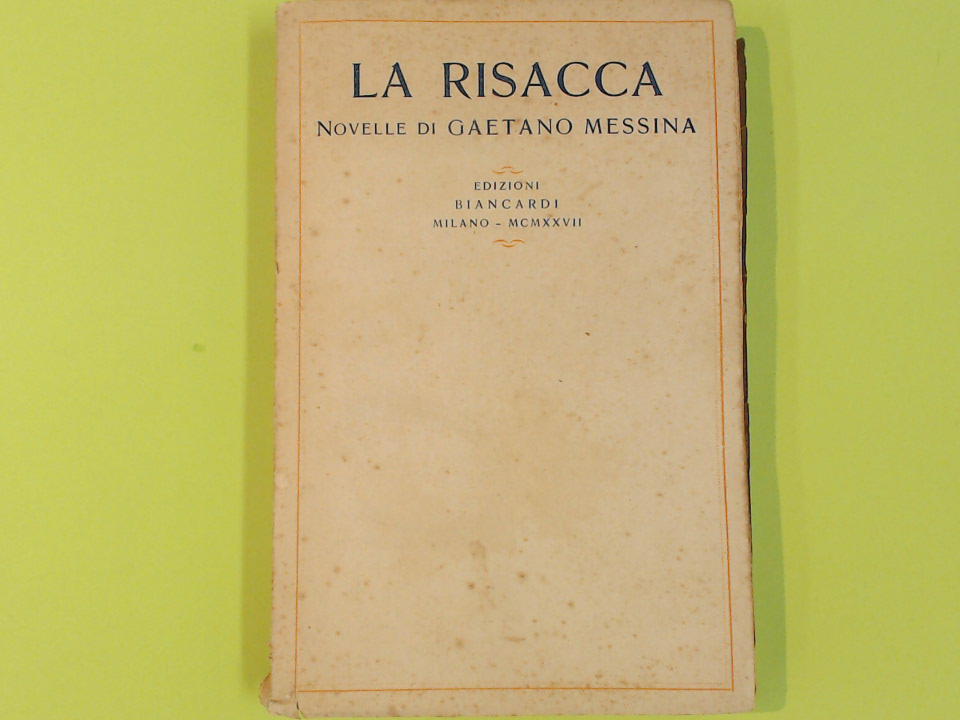 LA RISACCA
NOVELLE DI GAETANO MESSINA
EDIZIONI
BIANCARDI
MILANO - MCMXXVII